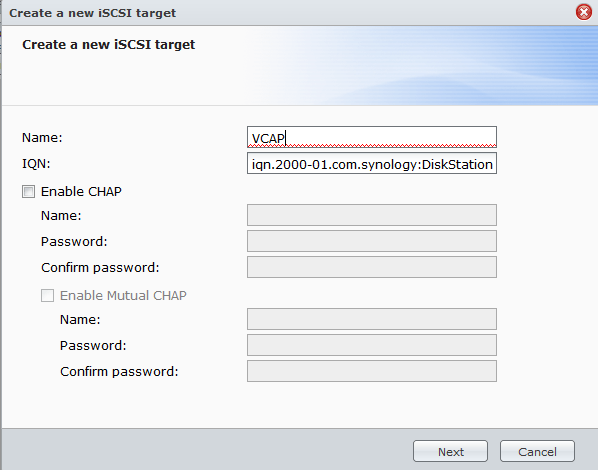 Create a new iSCSI target
Create a new iSCSI target
Name: VCAP
IQN: iqn.2000-01.com.synology:DiskStation
Enable CHAP
Name:
Password:
Confirm password:
Enable Mutual CHAP
Name:
Password:
Confirm password:
Next Cancel